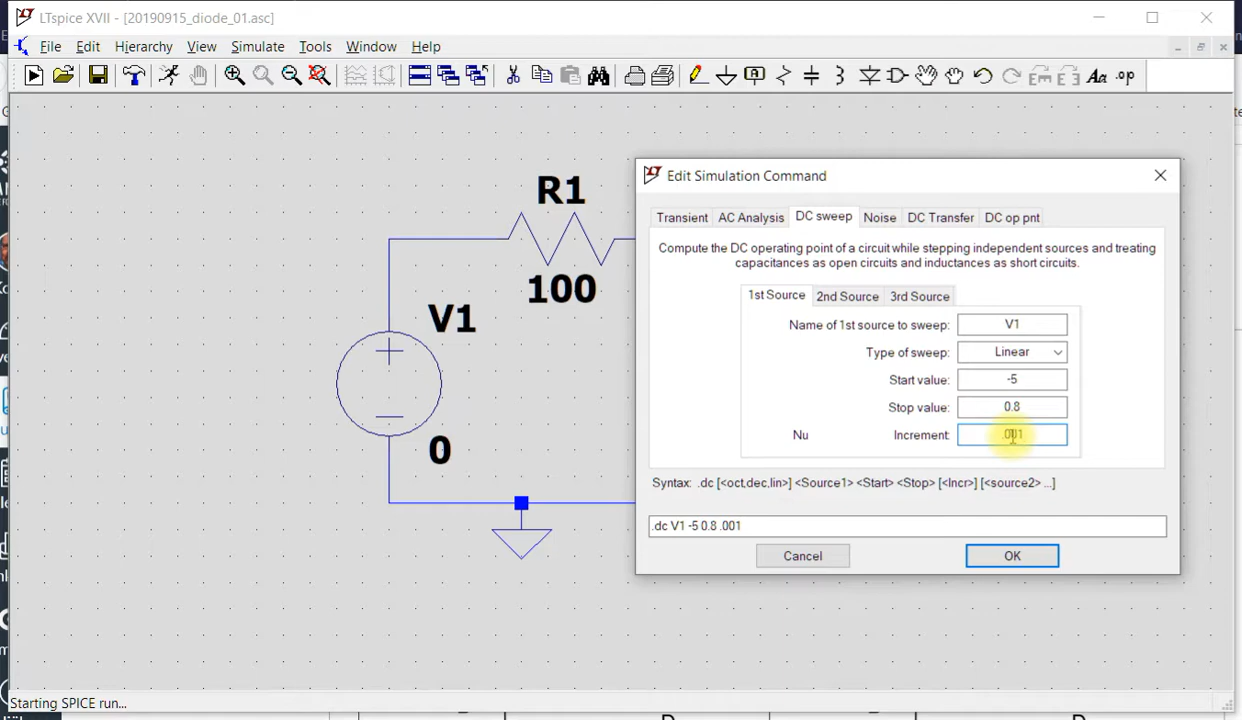 LTspice XVII - [20190915_diode_01.asc]
File Edit Hierarchy View Simulate Tools Window Help
.op
R1
100
V1
0
Edit Simulation Command
Transient AC Analysis DC sweep Noise DC Transfer DC op pnt
Compute the DC operating point of a circuit while stepping independent sources and treating
capacitances as open circuits and inductances as short circuits.
1st Source 2nd Source 3rd Source
Name of 1st source to sweep: V1
Type of sweep: Linear
Start value: -5
Stop value: 0.8
Nu Increment: .001
Syntax: .dc [<oct,dec,lin>] <Source1> <Start> <Stop> [<Incr>] [<source2> ...]
.dc V1 -5 0.8 .001
Cancel OK
Starting SPICE run...